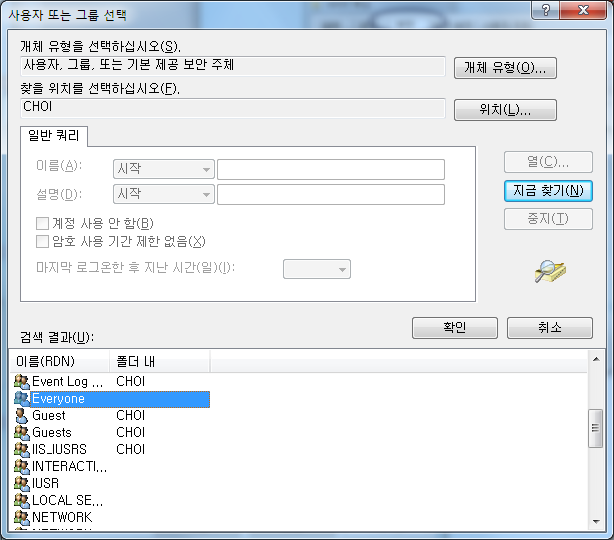 사용자 또는 그룹 선택
개체 유형을 선택하십시오(S).
사용자, 그룹, 또는 기본 제공 보안 주체
개체 유형(O)...
찾을 위치를 선택하십시오(F).
CHOI
위치(L)...
일반 쿼리
이름(A): 시작
열(C)...
설명(D): 시작
지금 찾기(N)
계정 사용 안 함(B)
중지(T)
암호 사용 기간 제한 없음(X)
마지막 로그온한 후 지난 시간(일)(I):
확인 취소
검색 결과(U):
이름(RDN) 폴더 내
Event Log ... CHOI
Everyone
Guest CHOI
Guests CHOI
IIS_IUSRS CHOI
INTERACTI...
IUSR
LOCAL SE...
NETWORK